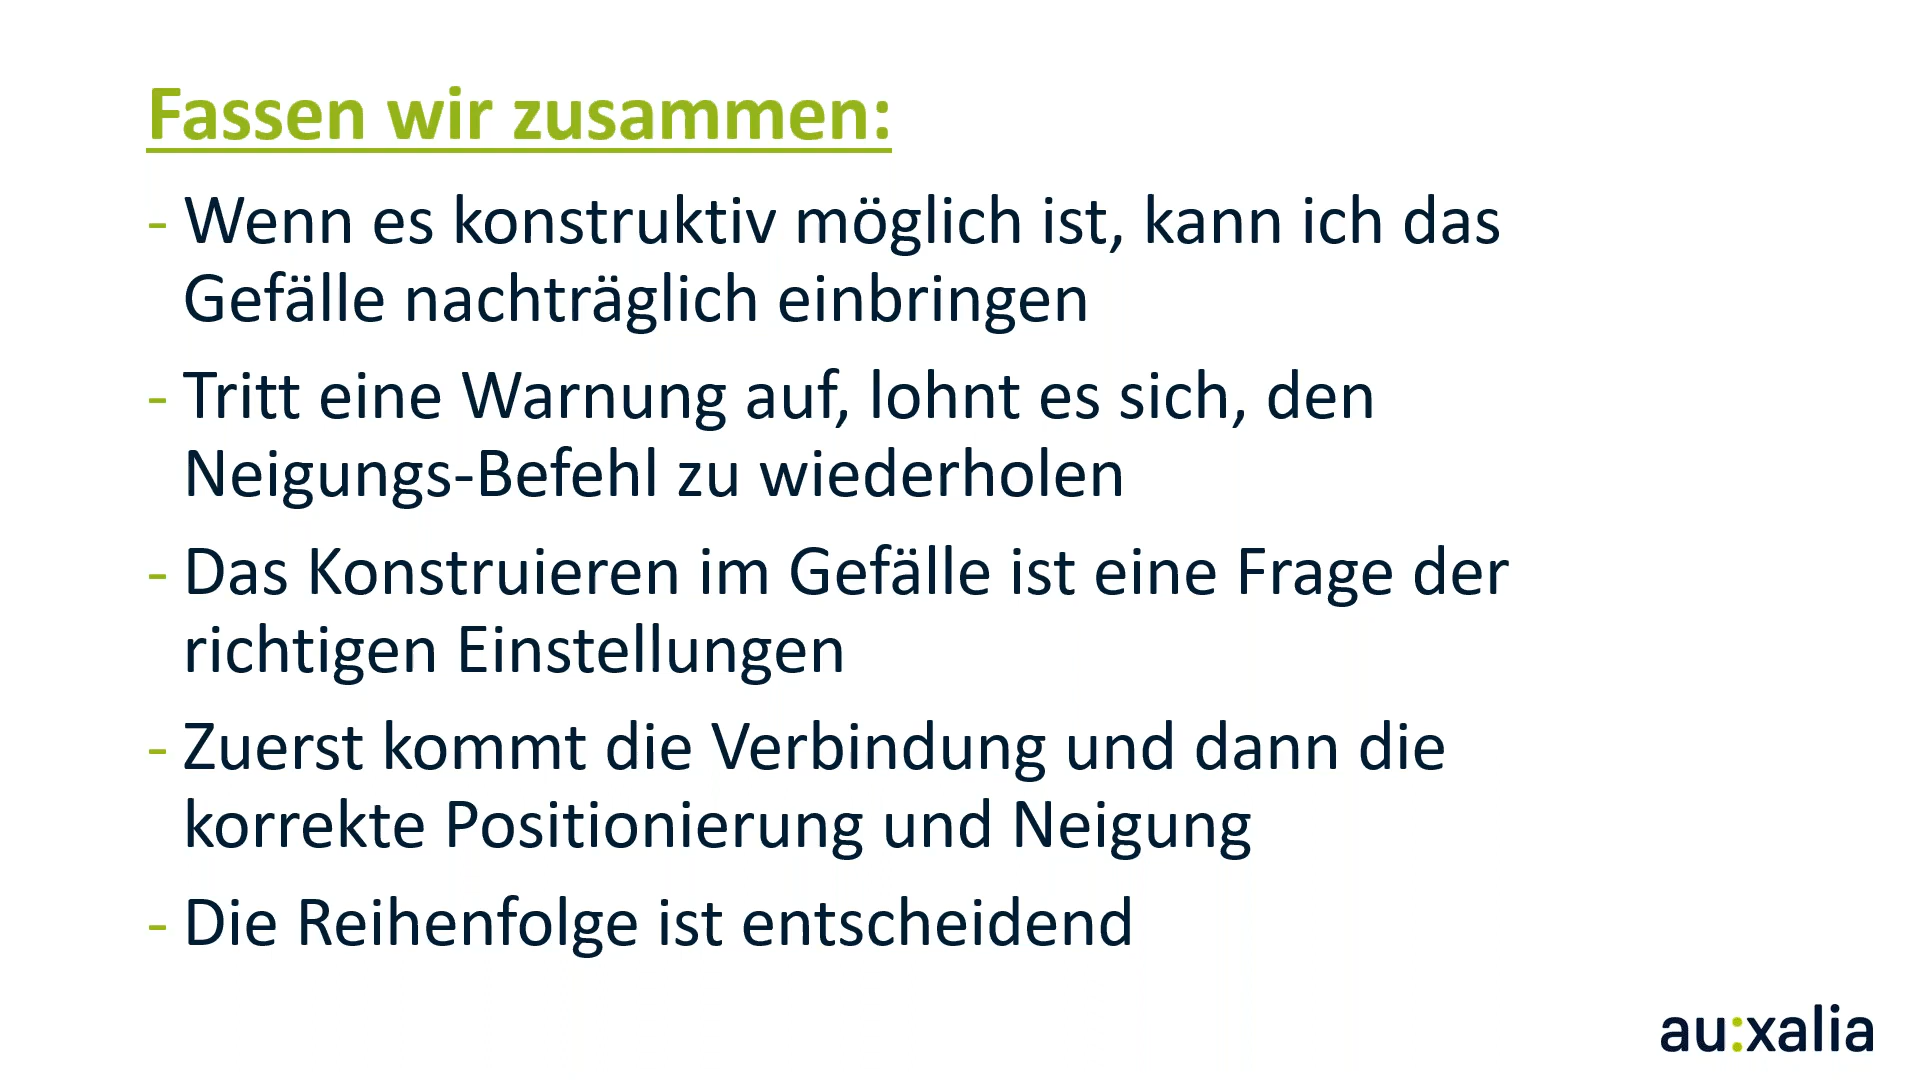 Fassen wir zusammen:
- Wenn es konstruktiv möglich ist, kann ich das
Gefälle nachträglich einbringen
- Tritt eine Warnung auf, lohnt es sich, den
Neigungs-Befehl zu wiederholen
- Das Konstruieren im Gefälle ist eine Frage der
richtigen Einstellungen
- Zuerst kommt die Verbindung und dann die
korrekte Positionierung und Neigung
- Die Reihenfolge ist entscheidend
au:xalia